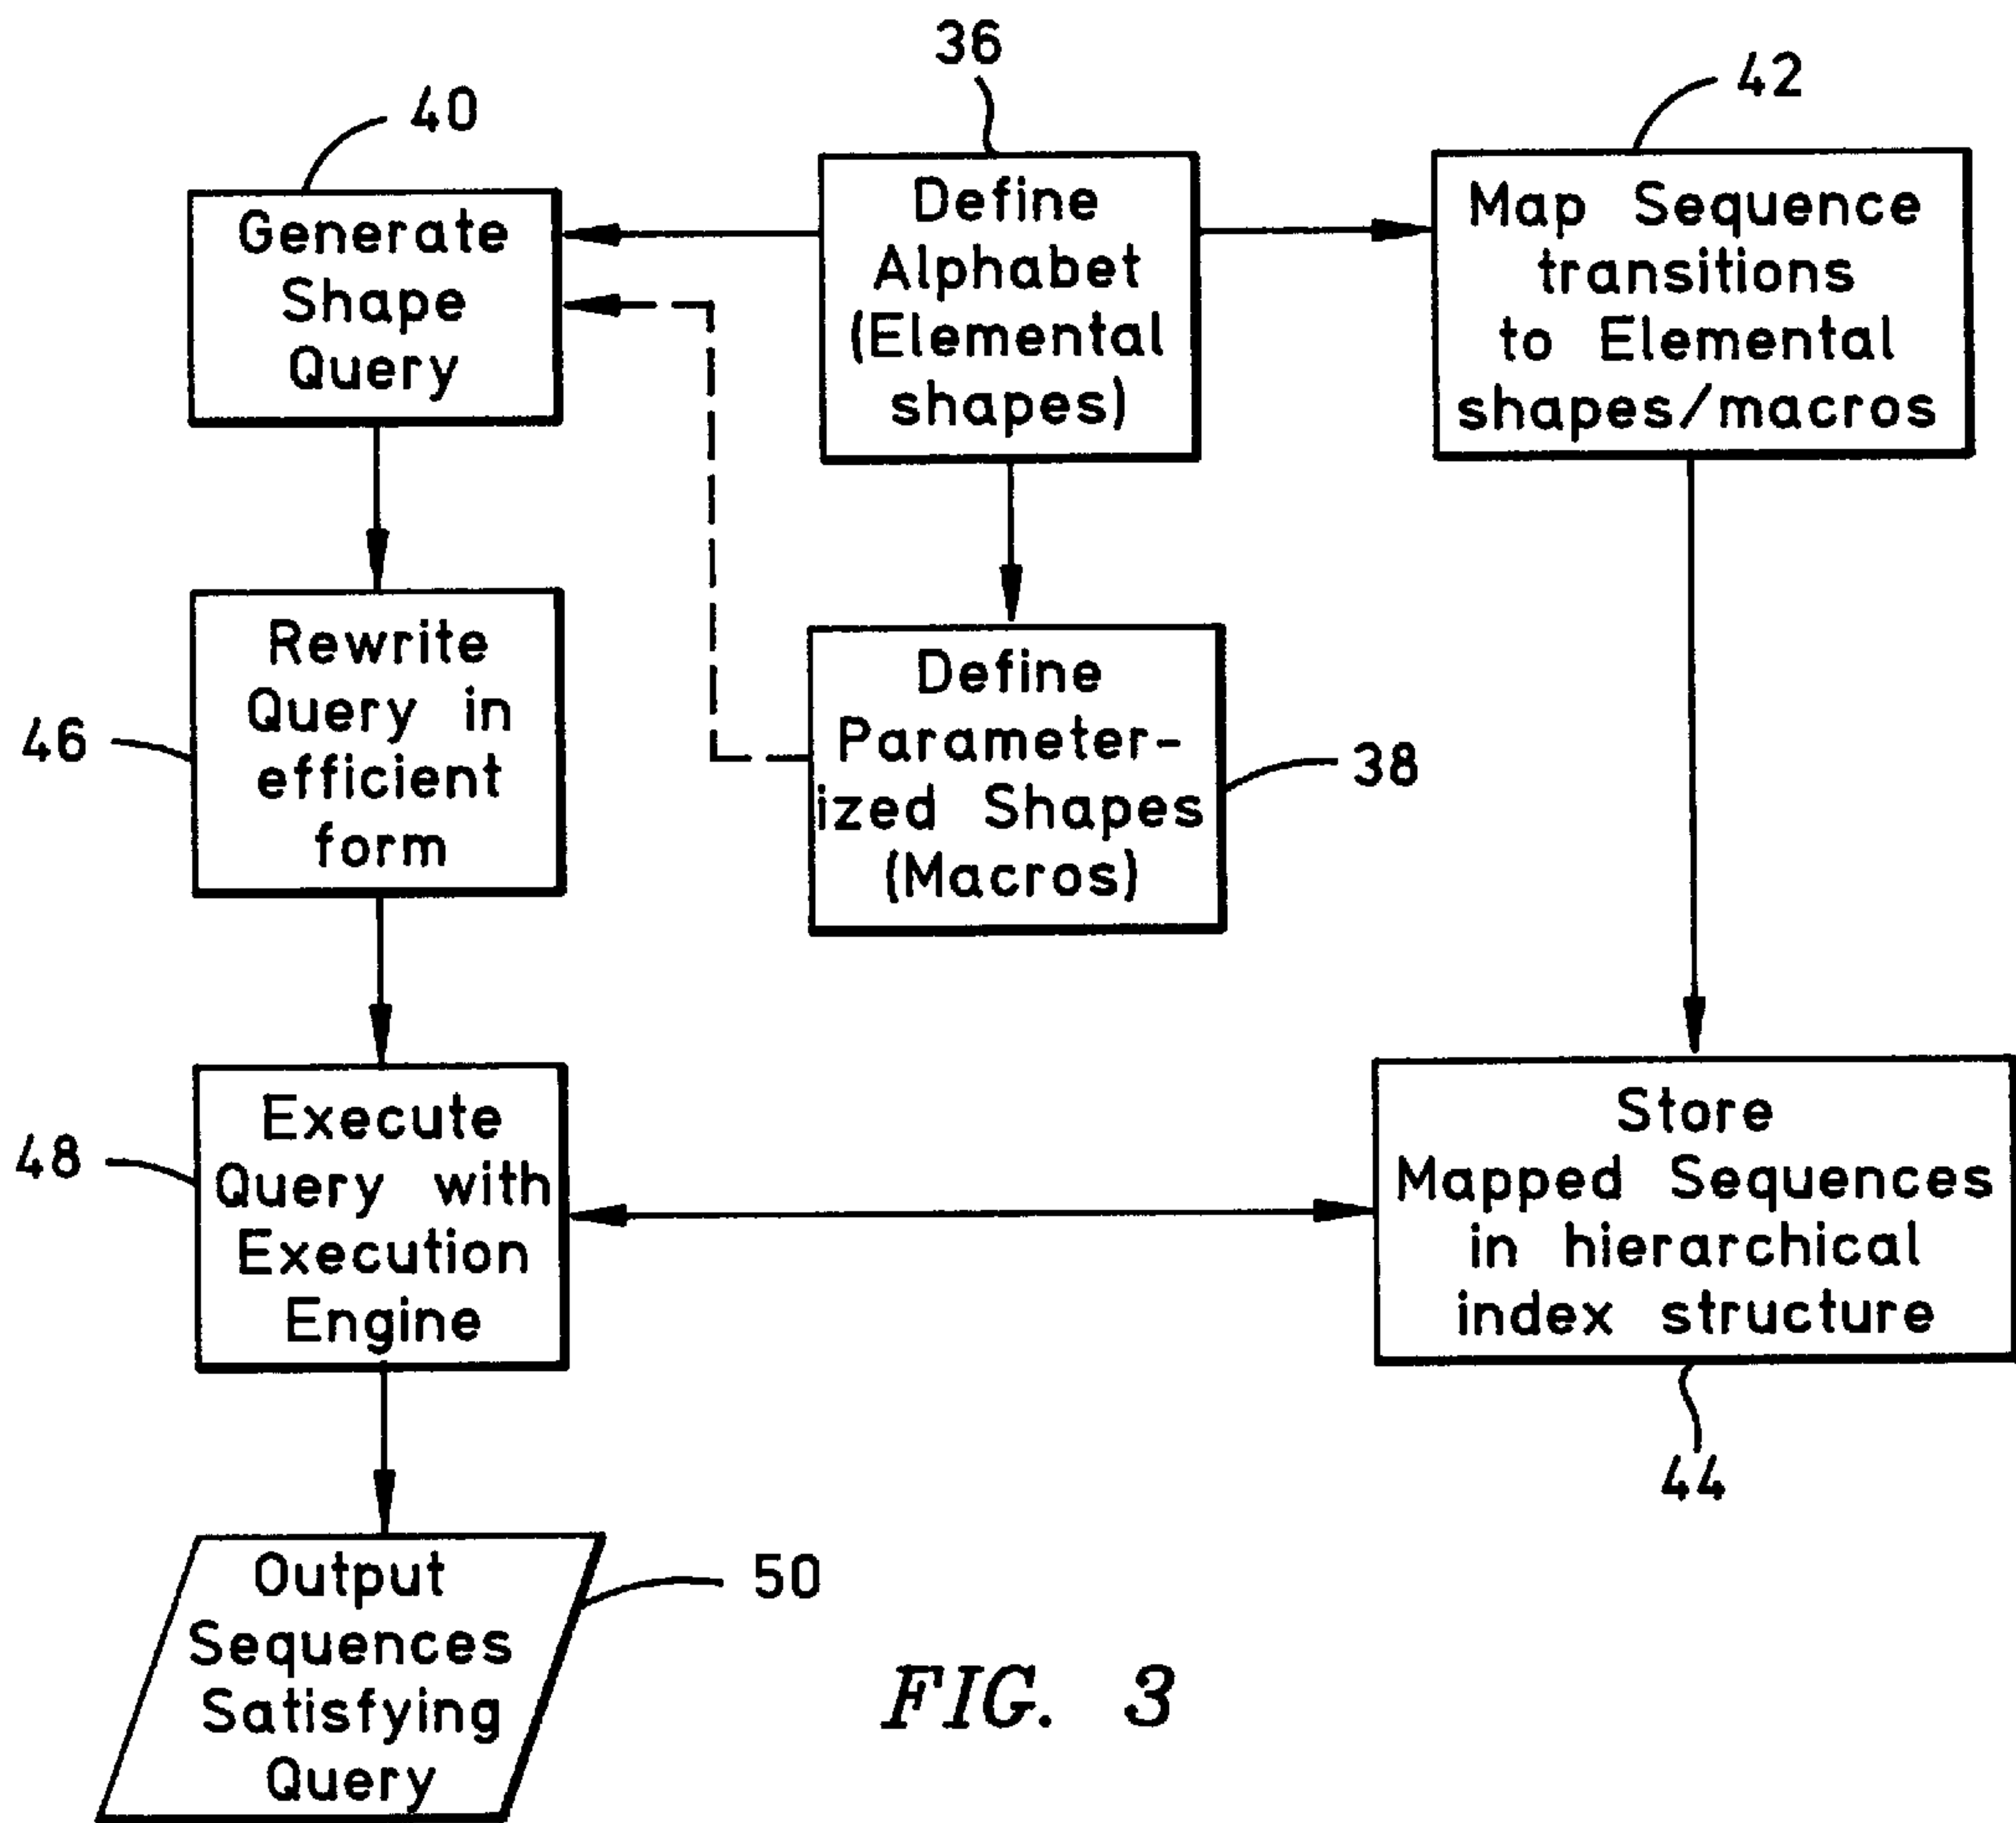 36
40
42
Generate
Shape
Query
Define
Alphabet
(Elemental
shapes)
Map Sequence
transitions
to Elemental
shapes/macros
46
Rewrite
Query in
efficient
form
Define
Parameter-
ized Shapes
(Macros)
38
48
Execute
Query with
Execution
Engine
Store
Mapped Sequences
in hierarchical
index structure
44
Output
Sequences
Satisfying
Query
50
FIG. 3